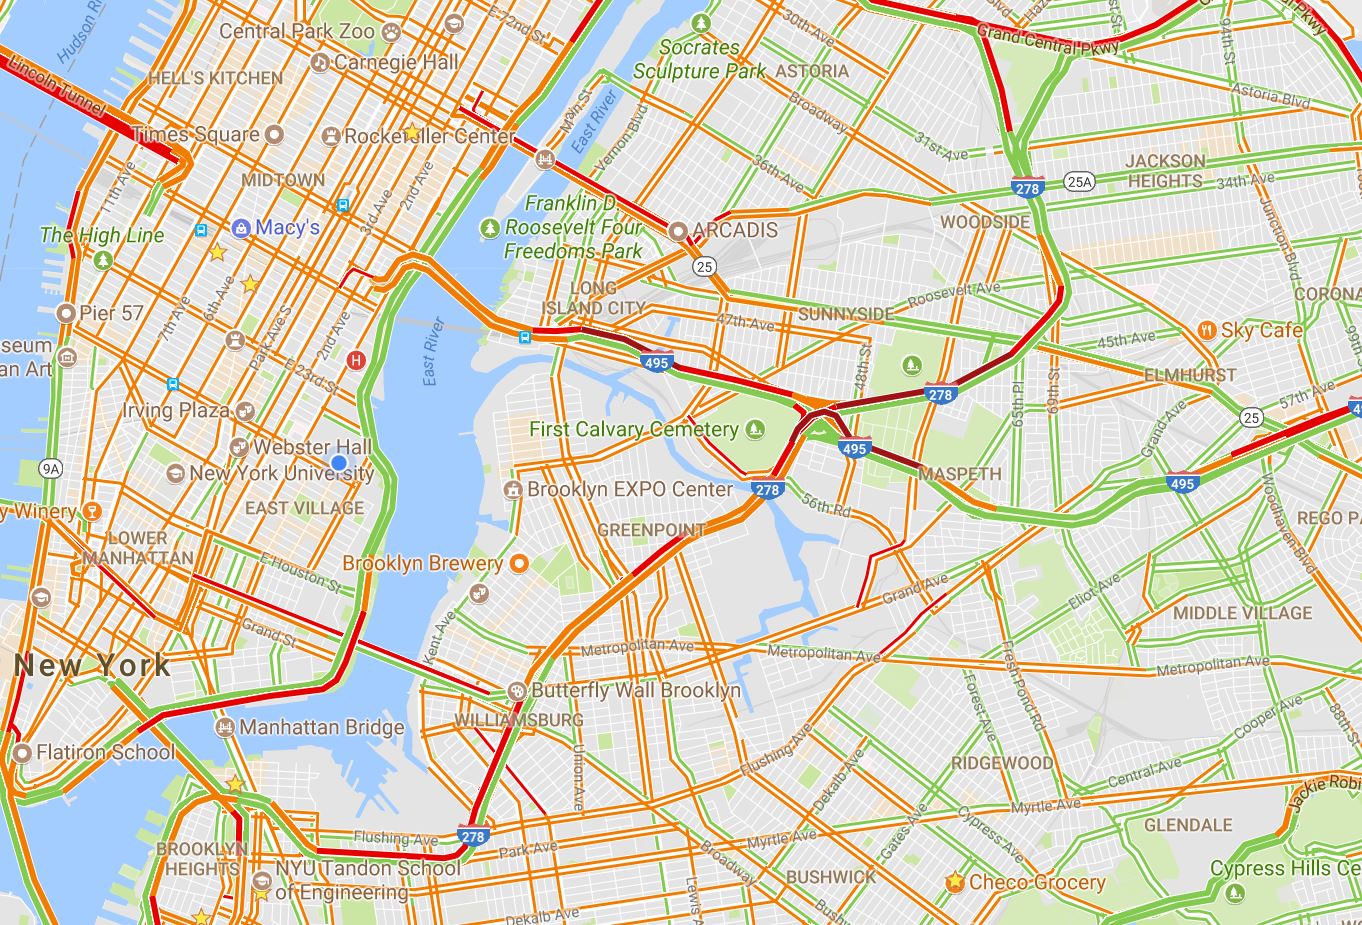 Hudson Riv
Central Park Zoo
E 72nd St
Socrates
Sculpture Park
30th Ave
ASTORIA
Grand Central Pkwy
94th St
Carnegie Hall
HELL'S KITCHEN
Lincoln Tunnel
Main St
East River
Vernon Blvd
Broadway
31st Ave
Astoria Blvd
Times Square
Rockefeller Center
MIDTOWN
11th Ave
2nd Ave
3rd Ave
36th Ave
JACKSON
HEIGHTS
278
25A
34th Ave
Junction Blvd
Franklin D.
Roosevelt Four
Freedoms Park
ARCADIS
WOODSIDE
Macy's
The High Line
25
LONG
ISLAND CITY
Roosevelt Ave
CORONA
SUNNYSIDE
47th Ave
Pier 57
7th Ave
6th Ave
Park Ave S
2nd Ave
East River
H
E 23rd St
48th St
45th Ave
Sky Cafe
99th St
seum
an Art
495
278
ELMHURST
65th Pl
69th St
57th Ave
Irving Plaza
First Calvary Cemetery
Grand Ave
25
Webster Hall
New York University
9A
495
MASPETH
495
278
Brooklyn EXPO Center
56th Rd
Woodhaven Blvd
REGO P
y Winery
EAST VILLAGE
GREENPOINT
LOWER
MANHATTAN
E Houston St
Brooklyn Brewery
Grand Ave
Eliot Ave
MIDDLE VILLAGE
Grand St
Kent Ave
Metropolitan Ave
Metropolitan Ave
Metropolitan Ave
Fresh Pond Rd
New York
Butterfly Wall Brooklyn
WILLIAMSBURG
Forest Ave
Cooper Ave
88th St
Manhattan Bridge
Flatiron School
Union Ave
Flushing Ave
Dekalb Ave
RIDGEWOOD
Central Ave
Jackie Robi
Myrtle Ave
278
Flushing Ave
Park Ave
Myrtle Ave
Gates Ave
Cypress Ave
GLENDALE
BROOKLYN
HEIGHTS
NYU Tandon School
of Engineering
Broadway
BUSHWICK
Checo Grocery
Cypress Hills Ce
Dekalb Ave
Lewis A
Bush